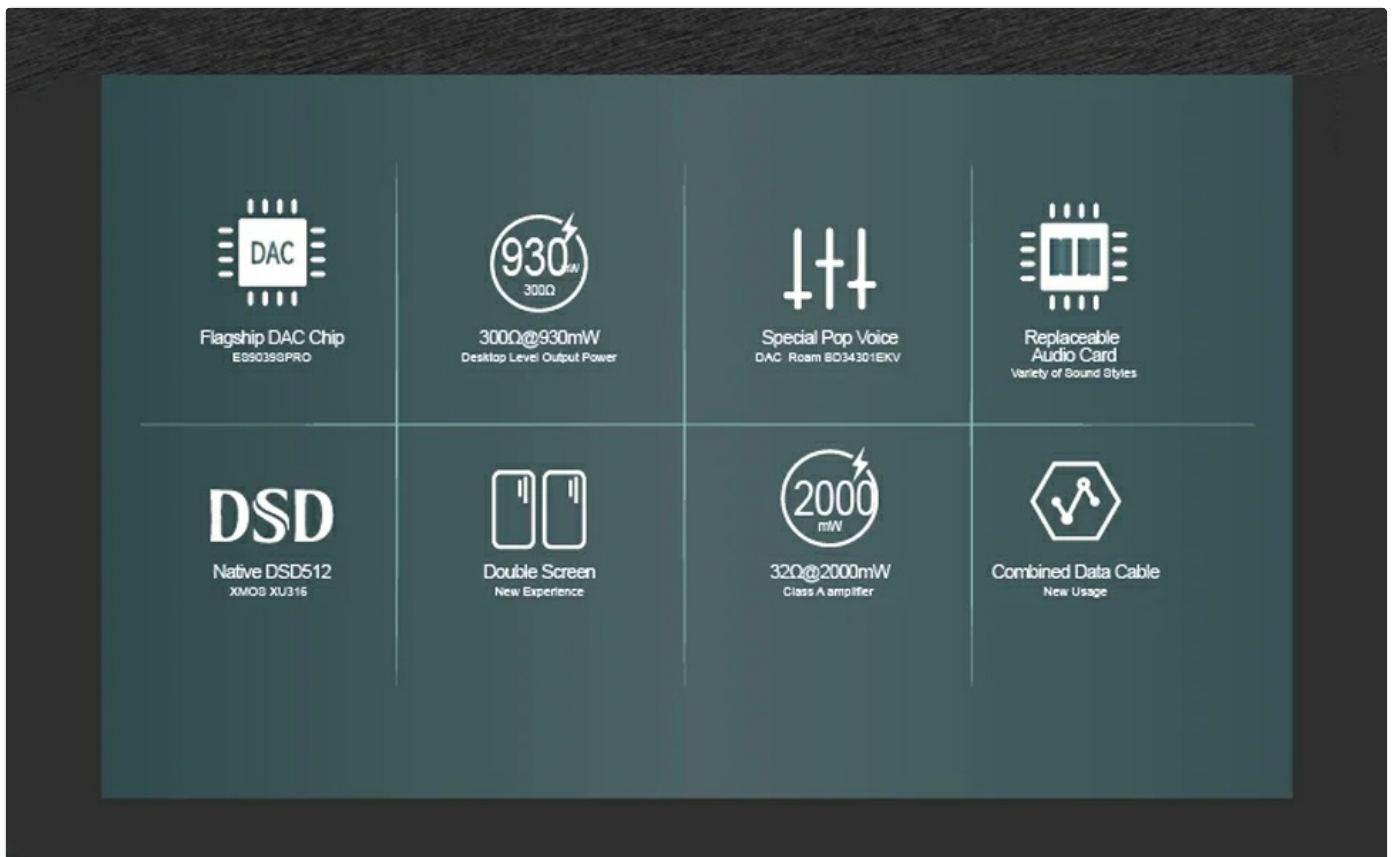 DAC
Flagship DAC Chip
ES9039SPRO
930mW
300Ω
300Ω@930mW
Desktop Level Output Power
Special Pop Voice
DAC Roam BD34301EKV
Replaceable
Audio Card
Variety of Sound Styles
DSD
Native DSD512
XMOS XU316
Double Screen
New Experience
2000
mW
32Ω@2000mW
Class A amplifier
Combined Data Cable
New Usage